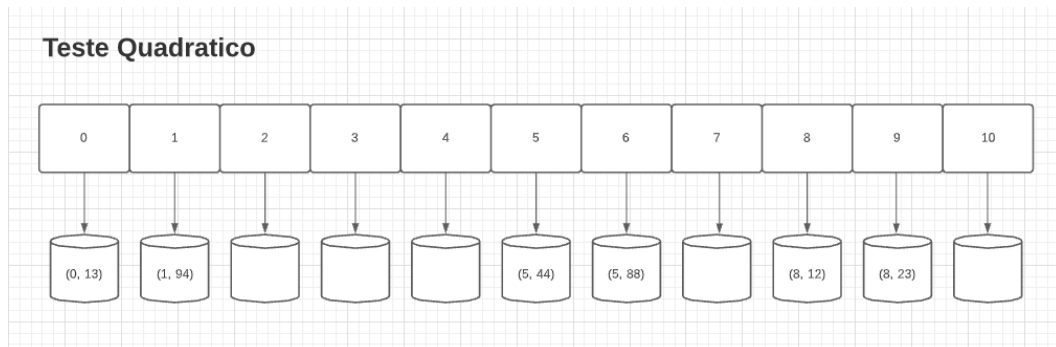 Teste Quadratico
0 1 2 3 4 5 6 7 8 9 10
(0, 13) (1, 94) (5, 44) (5, 88) (8, 12) (8, 23)